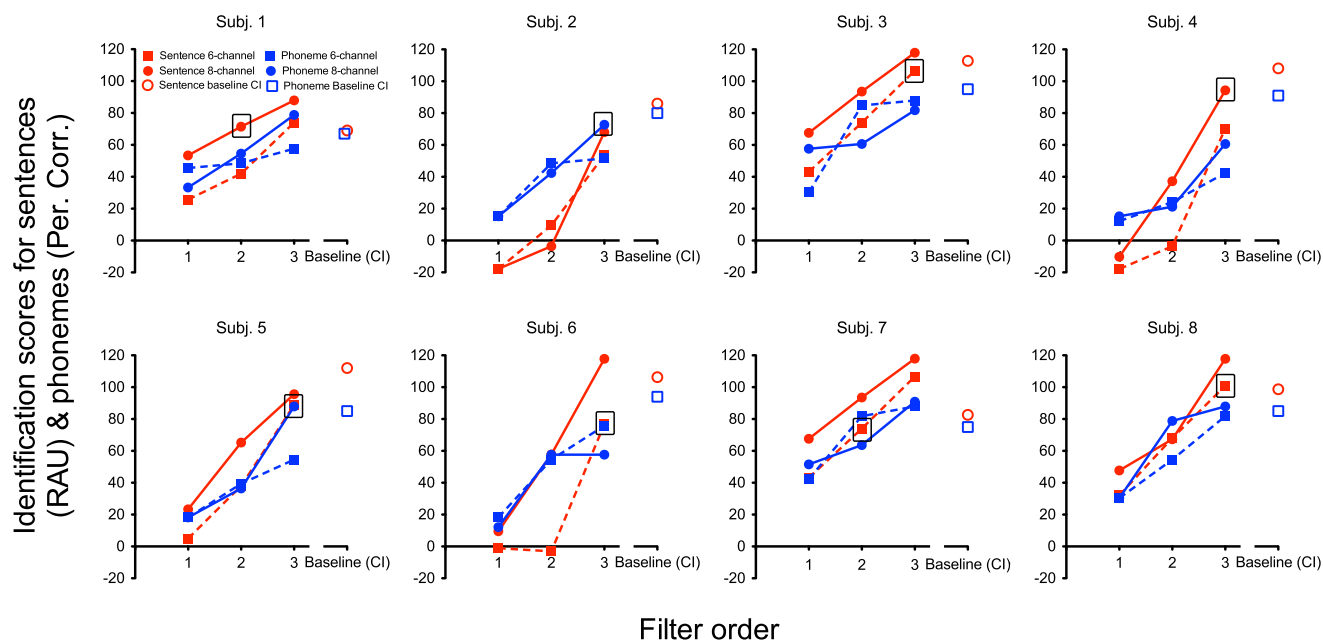 Subj. 1
Subj. 2
Subj. 3
Subj. 4
120
100
80
60
40
20
0
-20
Sentence 6-channel
Phoneme 6-channel
Sentence 8-channel
Phoneme 8-channel
Sentence baseline CI
Phoneme Baseline CI
1 2 3 Baseline (CI)
120
100
80
60
40
20
0
-20
1 2 3 Baseline (CI)
120
100
80
60
40
20
0
-20
1 2 3 Baseline (CI)
120
100
80
60
40
20
0
-20
1 2 3 Baseline (CI)
Identification scores for sentences
(RAU) & phonemes (Per. Corr.)
Subj. 5
Subj. 6
Subj. 7
Subj. 8
120
100
80
60
40
20
0
-20
1 2 3 Baseline (CI)
120
100
80
60
40
20
0
-20
1 2 3 Baseline (CI)
120
100
80
60
40
20
0
-20
1 2 3 Baseline (CI)
120
100
80
60
40
20
0
-20
1 2 3 Baseline (CI)
Filter order